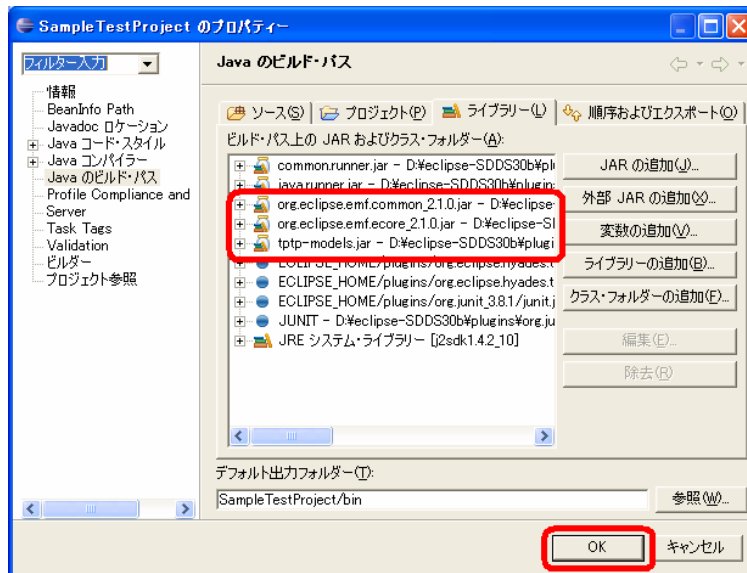 SampleTestProject のプロパティー
フィルター入力
Java のビルド・パス
情報
BeanInfo Path
Javadoc ロケーション
Java コード・スタイル
Java コンパイラー
Java のビルド・パス
Profile Compliance and
Server
Task Tags
Validation
ビルダー
プロジェクト参照
ソース(S)
プロジェクト(P)
ライブラリー(L)
順序およびエクスポート(O)
ビルド・パス上の JAR およびクラス・フォルダー(A):
common.runner.jar - D:¥eclipse-SDDS30b¥plu
java.runner.jar - D:¥eclipse-SDDS30b¥plugin
org.eclipse.emf.common_2.1.0.jar - D:¥eclipse-
org.eclipse.emf.ecore_2.1.0.jar - D:¥eclipse-S
tptp-models.jar - D:¥eclipse-SDDS30b¥plugi
ECLIPSE_HOME/plugins/org.eclipse.hyades.t
ECLIPSE_HOME/plugins/org.eclipse.hyades.t
ECLIPSE_HOME/plugins/org.junit_3.8.1/junit.j
JUNIT - D:¥eclipse-SDDS30b¥plugins¥org.ju
JRE システム・ライブラリー [j2sdk1.4.2_10]
JAR の追加(J)...
外部 JAR の追加(X)...
変数の追加(V)...
ライブラリーの追加(B)...
クラス・フォルダーの追加(F)...
編集(E)...
除去(R)
デフォルト出力フォルダー(T):
SampleTestProject/bin
参照(W)...
OK
キャンセル